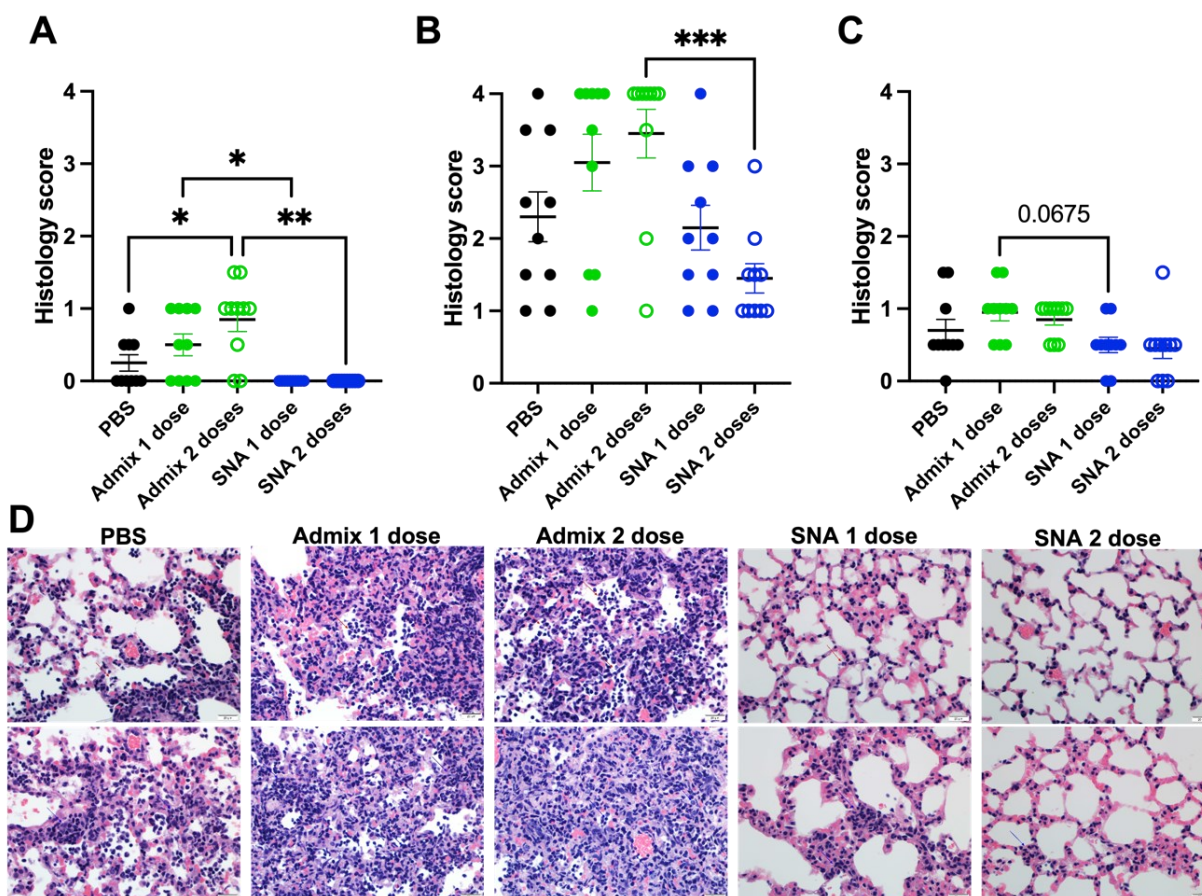 A
B
C
***
*
*
**
0.0675
Histology score
4
3
2
1
0
PBS
Admix 1 dose
Admix 2 doses
SNA 1 dose
SNA 2 doses
Histology score
4
3
2
1
0
PBS
Admix 1 dose
Admix 2 doses
SNA 1 dose
SNA 2 doses
Histology score
4
3
2
1
0
PBS
Admix 1 dose
Admix 2 doses
SNA 1 dose
SNA 2 doses
D
PBS
Admix 1 dose
Admix 2 dose
SNA 1 dose
SNA 2 dose